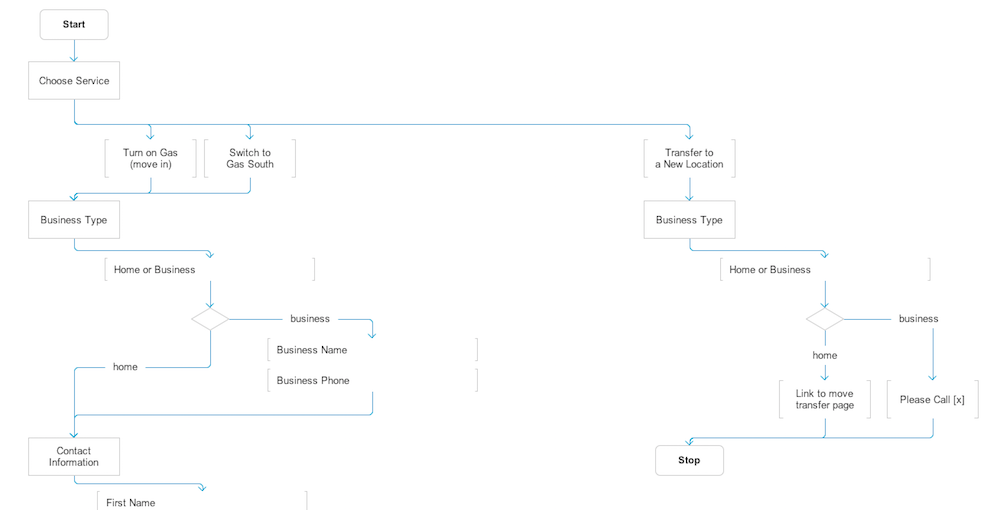 Start
Choose Service
Turn on Gas
(move in)
Switch to
Gas South
Transfer to
a New Location
Business Type
Business Type
Home or Business
Home or Business
business
business
Business Name
home
home
Business Phone
Link to move
transfer page
Please Call [x]
Contact
Information
Stop
First Name